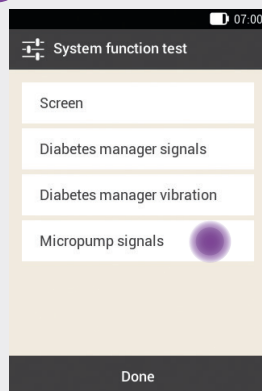 07:00
System function test
Screen
Diabetes manager signals
Diabetes manager vibration
Micropump signals
Done